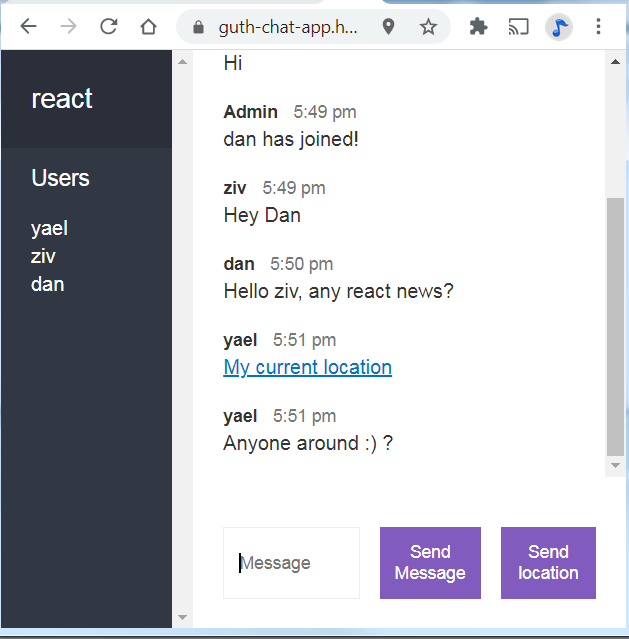 guth-chat-app.h...
react
Users
yael
ziv
dan
Hi
Admin 5:49 pm
dan has joined!
ziv 5:49 pm
Hey Dan
dan 5:50 pm
Hello ziv, any react news?
yael 5:51 pm
My current location
yael 5:51 pm
Anyone around :) ?
Message
Send
Message
Send
location